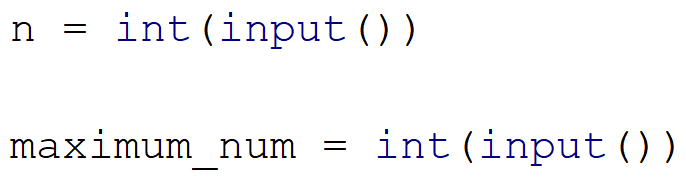 n = int(input())
maximum_num = int(input())